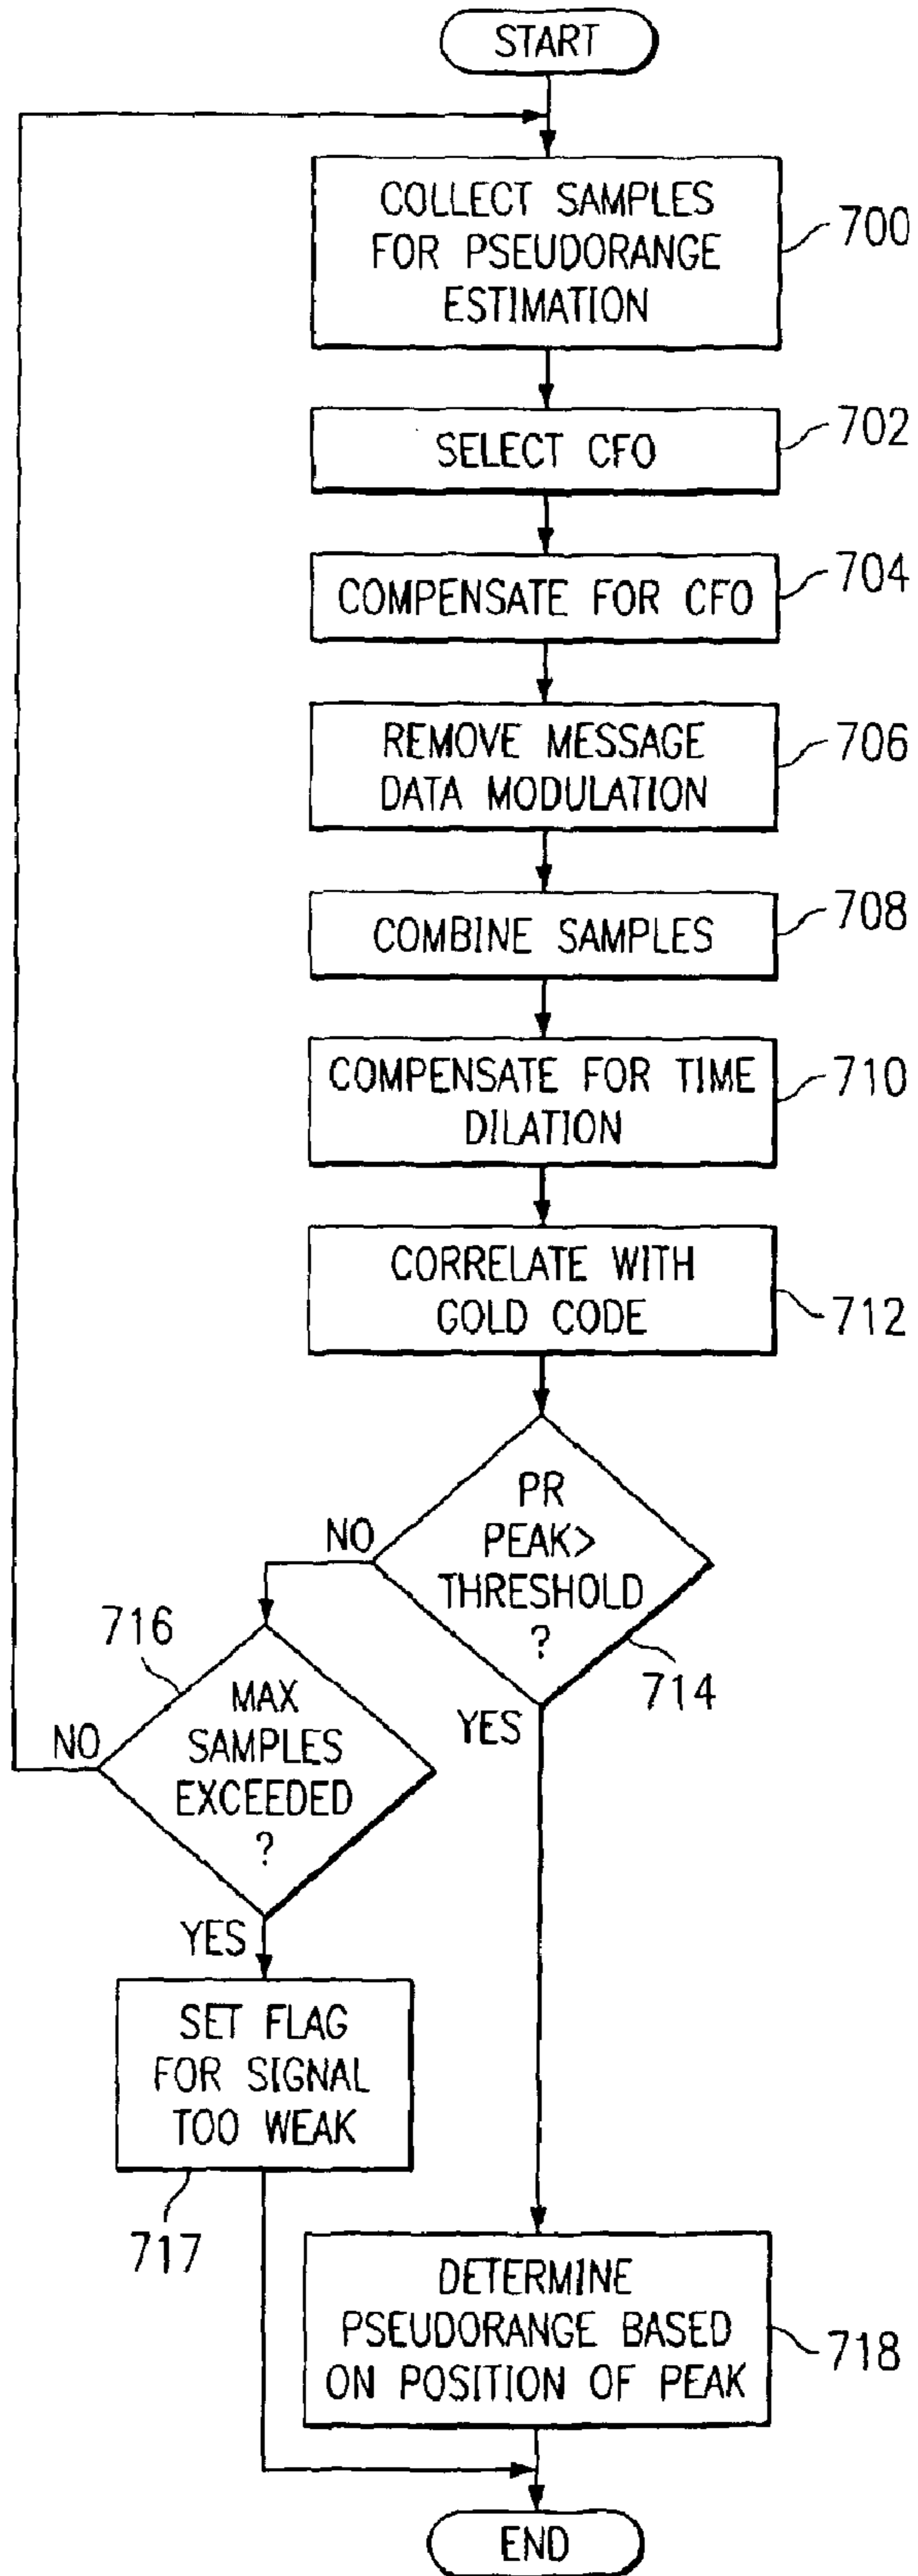 START
COLLECT SAMPLES
FOR PSEUDORANGE
ESTIMATION
700
SELECT CFO
702
COMPENSATE FOR CFO
704
REMOVE MESSAGE
DATA MODULATION
706
COMBINE SAMPLES
708
COMPENSATE FOR TIME
DILATION
710
CORRELATE WITH
GOLD CODE
712
PR
PEAK>
THRESHOLD
?
714
NO
YES
716
MAX
SAMPLES
EXCEEDED
?
NO
YES
SET FLAG
FOR SIGNAL
TOO WEAK
717
DETERMINE
PSEUDORANGE BASED
ON POSITION OF PEAK
718
END